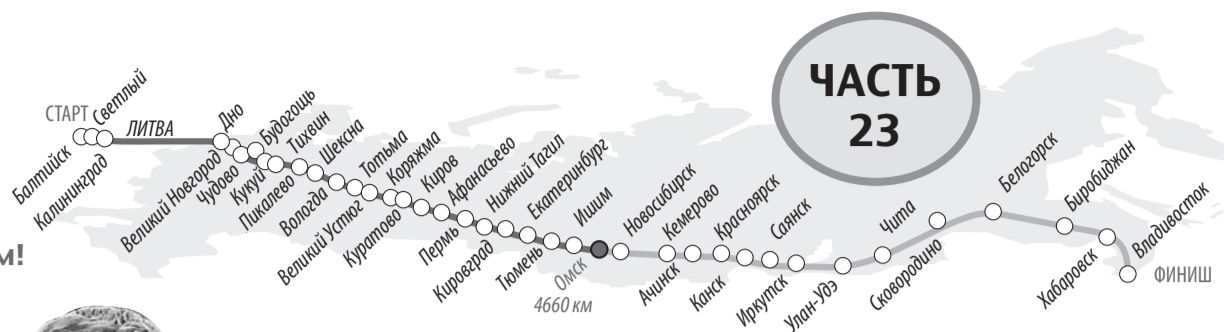 ЧАСТЬ
23
СТАРТ
Балтийск
Светлый
Калининград
ЛИТВА
Дно
Великий Новгород
Будогощь
Чудово
Тихвин
Кукуй
Шексна
Пикалево
Тотьма
Вологда
Коряжма
Великий Устюг
Киров
Куратово
Афанасьево
Пермь
Нижний Тагил
Кировград
Екатеринбург
Тюмень
Ишим
Омск
4660 км
Новосибирск
Кемерово
Ачинск
Красноярск
Канск
Саянск
Иркутск
Улан-Удэ
Чита
Сковородино
Белогорск
Биробиджан
Хабаровск
Владивосток
ФИНИШ
м!